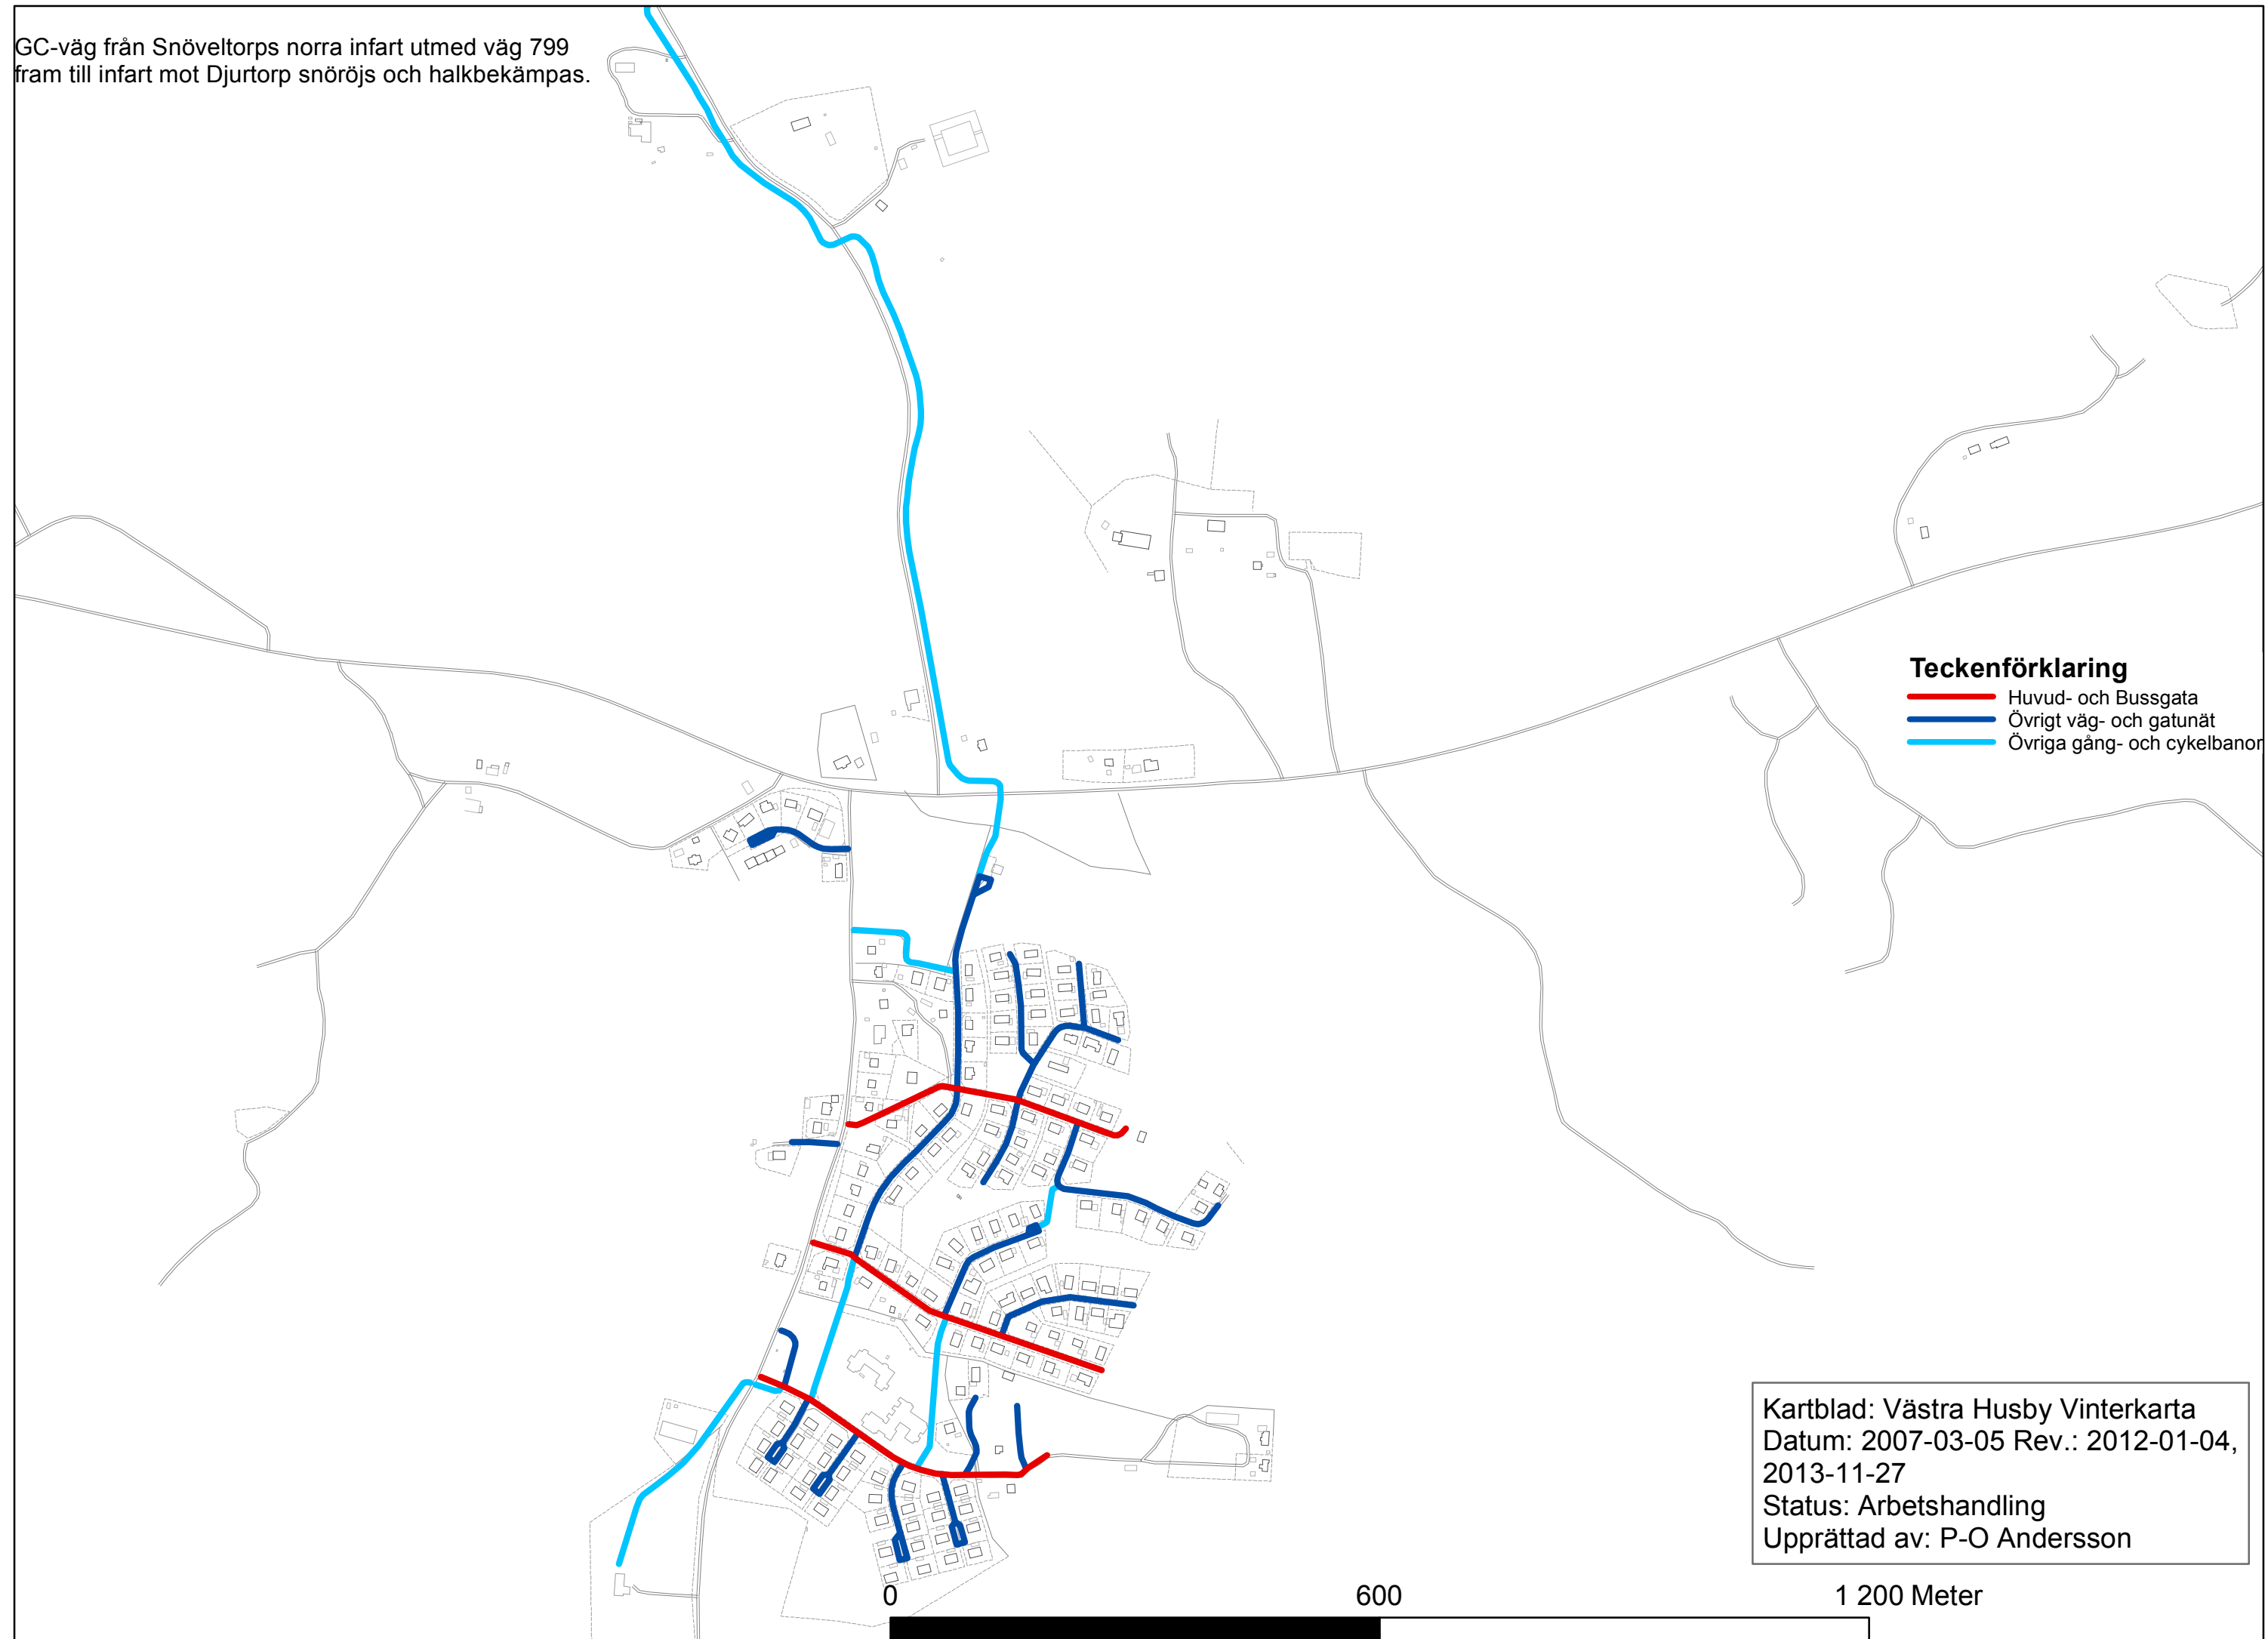 GC-väg från Snöveltorps norra infart utmed väg 799
fram till infart mot Djurtorp snöröjs och halkbekämpas.
Teckenförklaring
Huvud- och Bussgata
Övrigt väg- och gatunät
Övriga gång- och cykelbanor
Kartblad: Västra Husby Vinterkarta
Datum: 2007-03-05 Rev.: 2012-01-04,
2013-11-27
Status: Arbetshandling
Upprättad av: P-O Andersson
0 600 1 200 Meter